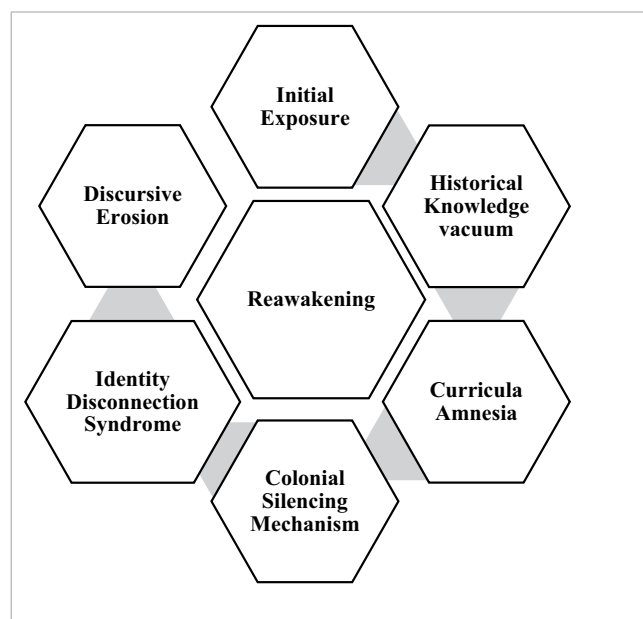 Initial
Exposure
Historical
Knowledge
vacuum
Curricula
Amnesia
Colonial
Silencing
Mechanism
Identity
Disconnection
Syndrome
Discursive
Erosion
Reawakening